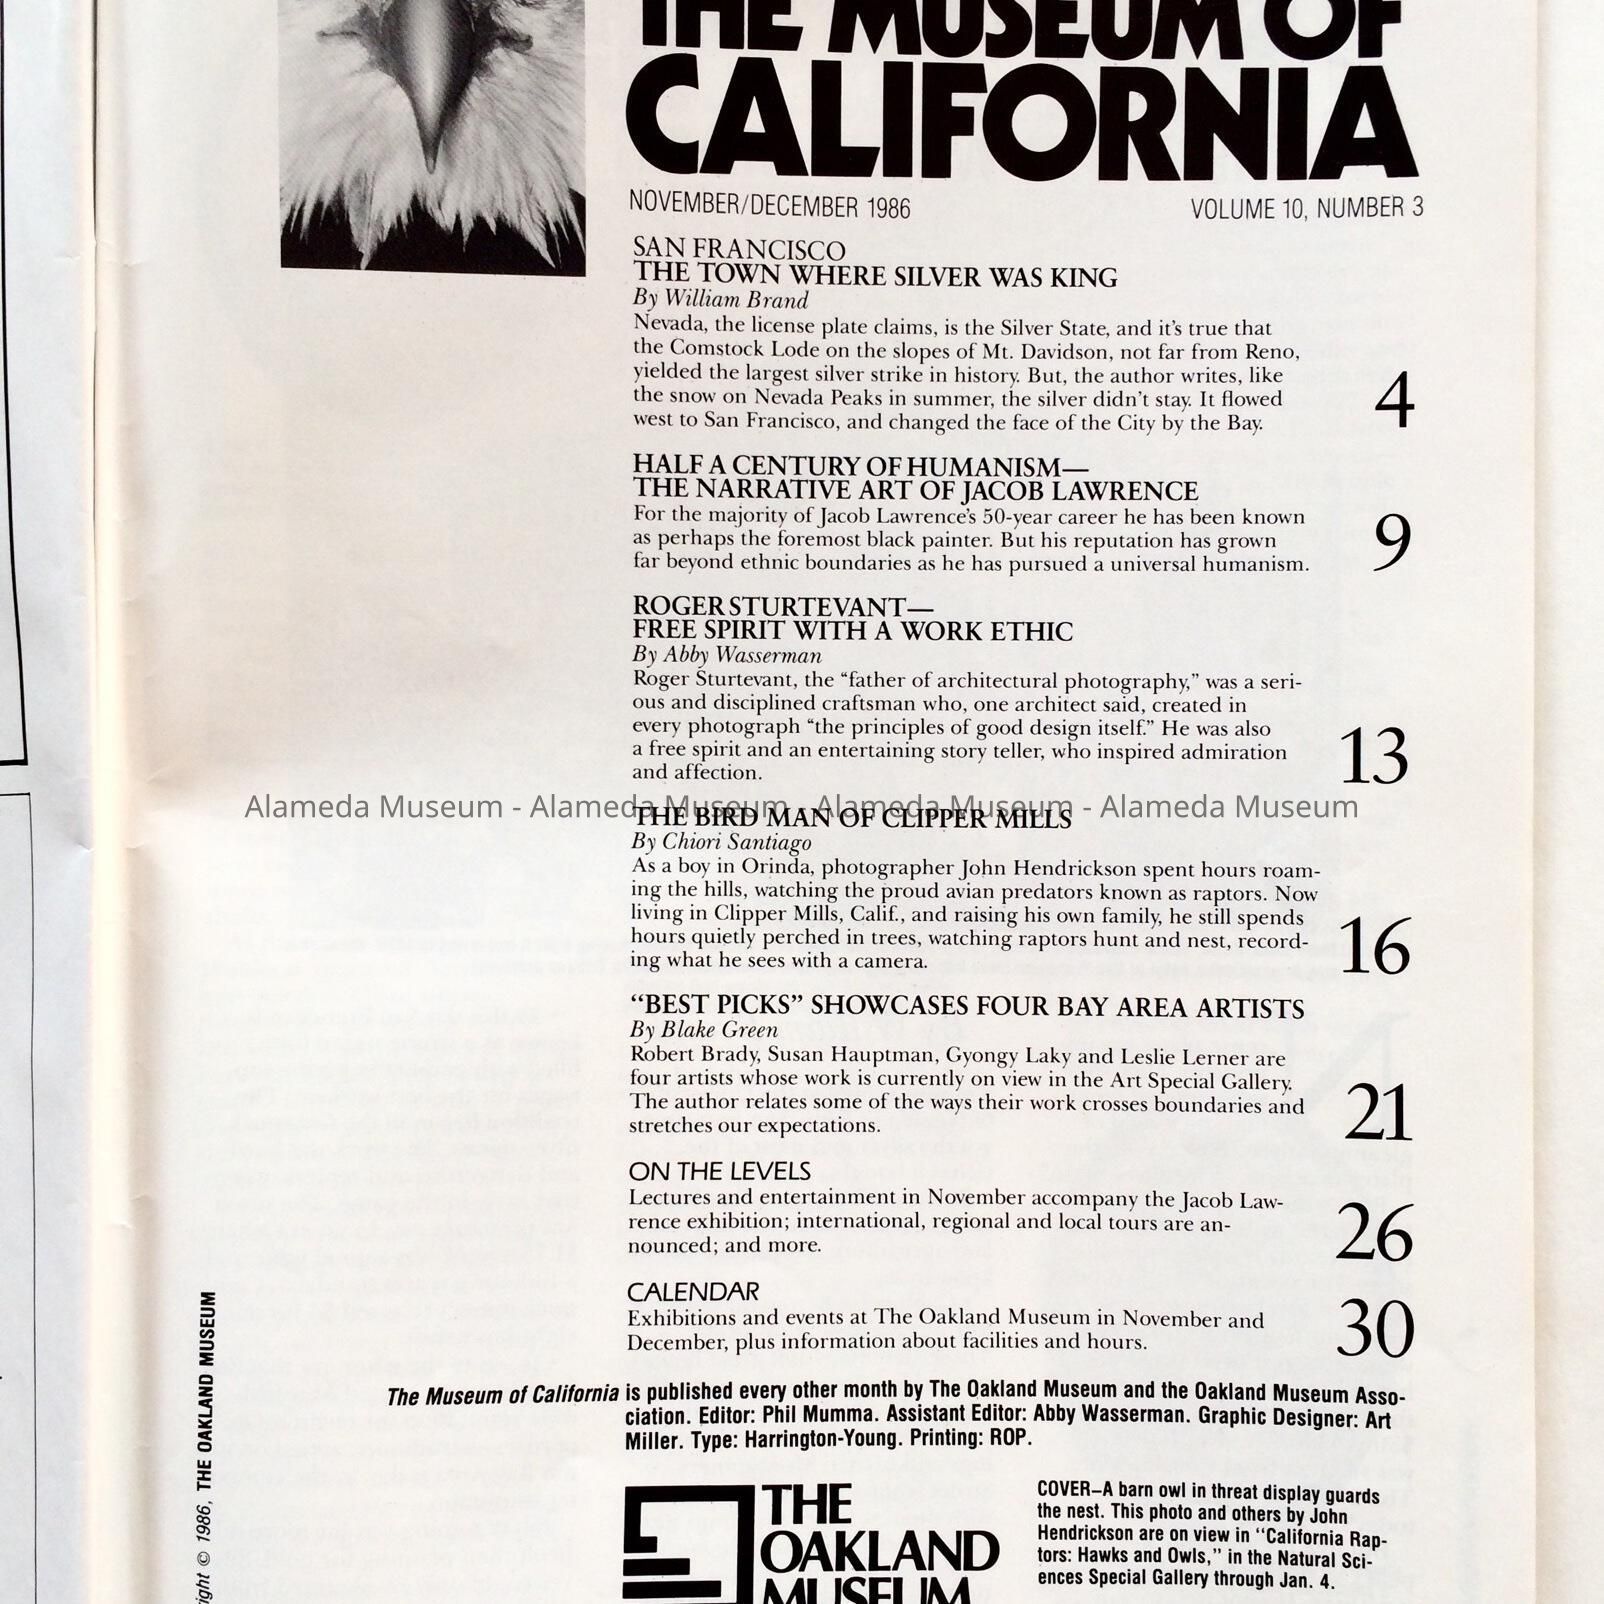 THE MUSEUM OF
CALIFORNIA
NOVEMBER/DECEMBER 1986 VOLUME 10, NUMBER 3
SAN FRANCISCO
THE TOWN WHERE SILVER WAS KING
By William Brand
Nevada, the license plate claims, is the Silver State, and it's true that
the Comstock Lode on the slopes of Mt. Davidson, not far from Reno,
yielded the largest silver strike in history. But, the author writes, like
the snow on Nevada Peaks in summer, the silver didn't stay. It flowed
west to San Francisco, and changed the face of the City by the Bay.
4
HALF A CENTURY OF HUMANISM—
THE NARRATIVE ART OF JACOB LAWRENCE
For the majority of Jacob Lawrence's 50-year career he has been known
as perhaps the foremost black painter. But his reputation has grown
far beyond ethnic boundaries as he has pursued a universal humanism.
9
ROGER STURTEVANT—
FREE SPIRIT WITH A WORK ETHIC
By Abby Wasserman
Roger Sturtevant, the “father of architectural photography,” was a seri-
ous and disciplined craftsman who, one architect said, created in
every photograph “the principles of good design itself.” He was also
a free spirit and an entertaining story teller, who inspired admiration
and affection.
13
Alameda Museum - Alameda Museum - Alameda Museum - Alameda Museum
THE BIRD MAN OF CLIPPER MILLS
By Chiori Santiago
As a boy in Orinda, photographer John Hendrickson spent hours roam-
ing the hills, watching the proud avian predators known as raptors. Now
living in Clipper Mills, Calif., and raising his own family, he still spends
hours quietly perched in trees, watching raptors hunt and nest, record-
ing what he sees with a camera.
16
“BEST PICKS” SHOWCASES FOUR BAY AREA ARTISTS
By Blake Green
Robert Brady, Susan Hauptman, Gyongy Laky and Leslie Lerner are
four artists whose work is currently on view in the Art Special Gallery.
The author relates some of the ways their work crosses boundaries and
stretches our expectations.
21
ON THE LEVELS
Lectures and entertainment in November accompany the Jacob Law-
rence exhibition; international, regional and local tours are an-
nounced; and more.
26
CALENDAR
Exhibitions and events at The Oakland Museum in November and
December, plus information about facilities and hours.
30
The Museum of California is published every other month by The Oakland Museum and the Oakland Museum Asso-
ciation. Editor: Phil Mumma. Assistant Editor: Abby Wasserman. Graphic Designer: Art
Miller. Type: Harrington-Young. Printing: ROP.
THE
OAKLAND
MUSEUM
COVER–A barn owl in threat display guards
the nest. This photo and others by John
Hendrickson are on view in “California Rap-
tors: Hawks and Owls,” in the Natural Sci-
ences Special Gallery through Jan. 4.
© 1986, THE OAKLAND MUSEUM